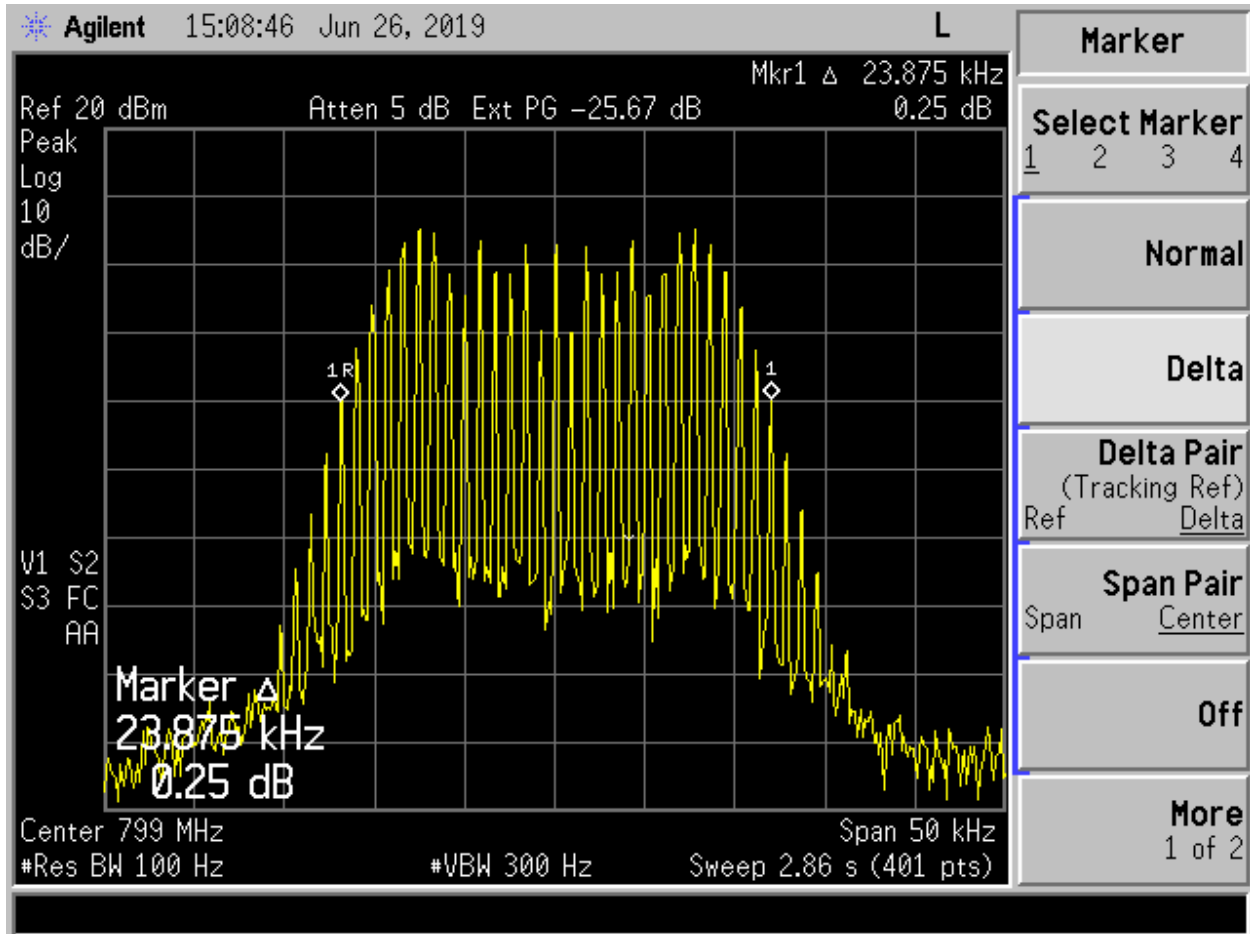 Agilent 15:08:46 Jun 26, 2019 L
Mkr1 Δ 23.875 kHz
Ref 20 dBm Atten 5 dB Ext PG -25.67 dB 0.25 dB
Peak
Log
10
dB/
1R
1
V1 S2
S3 FC
AA
Marker Δ
23.875 kHz
0.25 dB
Center 799 MHz Span 50 kHz
#Res BW 100 Hz #VBW 300 Hz Sweep 2.86 s (401 pts)
Marker
Select Marker
1 2 3 4
Normal
Delta
Delta Pair
(Tracking Ref)
Ref Delta
Span Pair
Span Center
Off
More
1 of 2